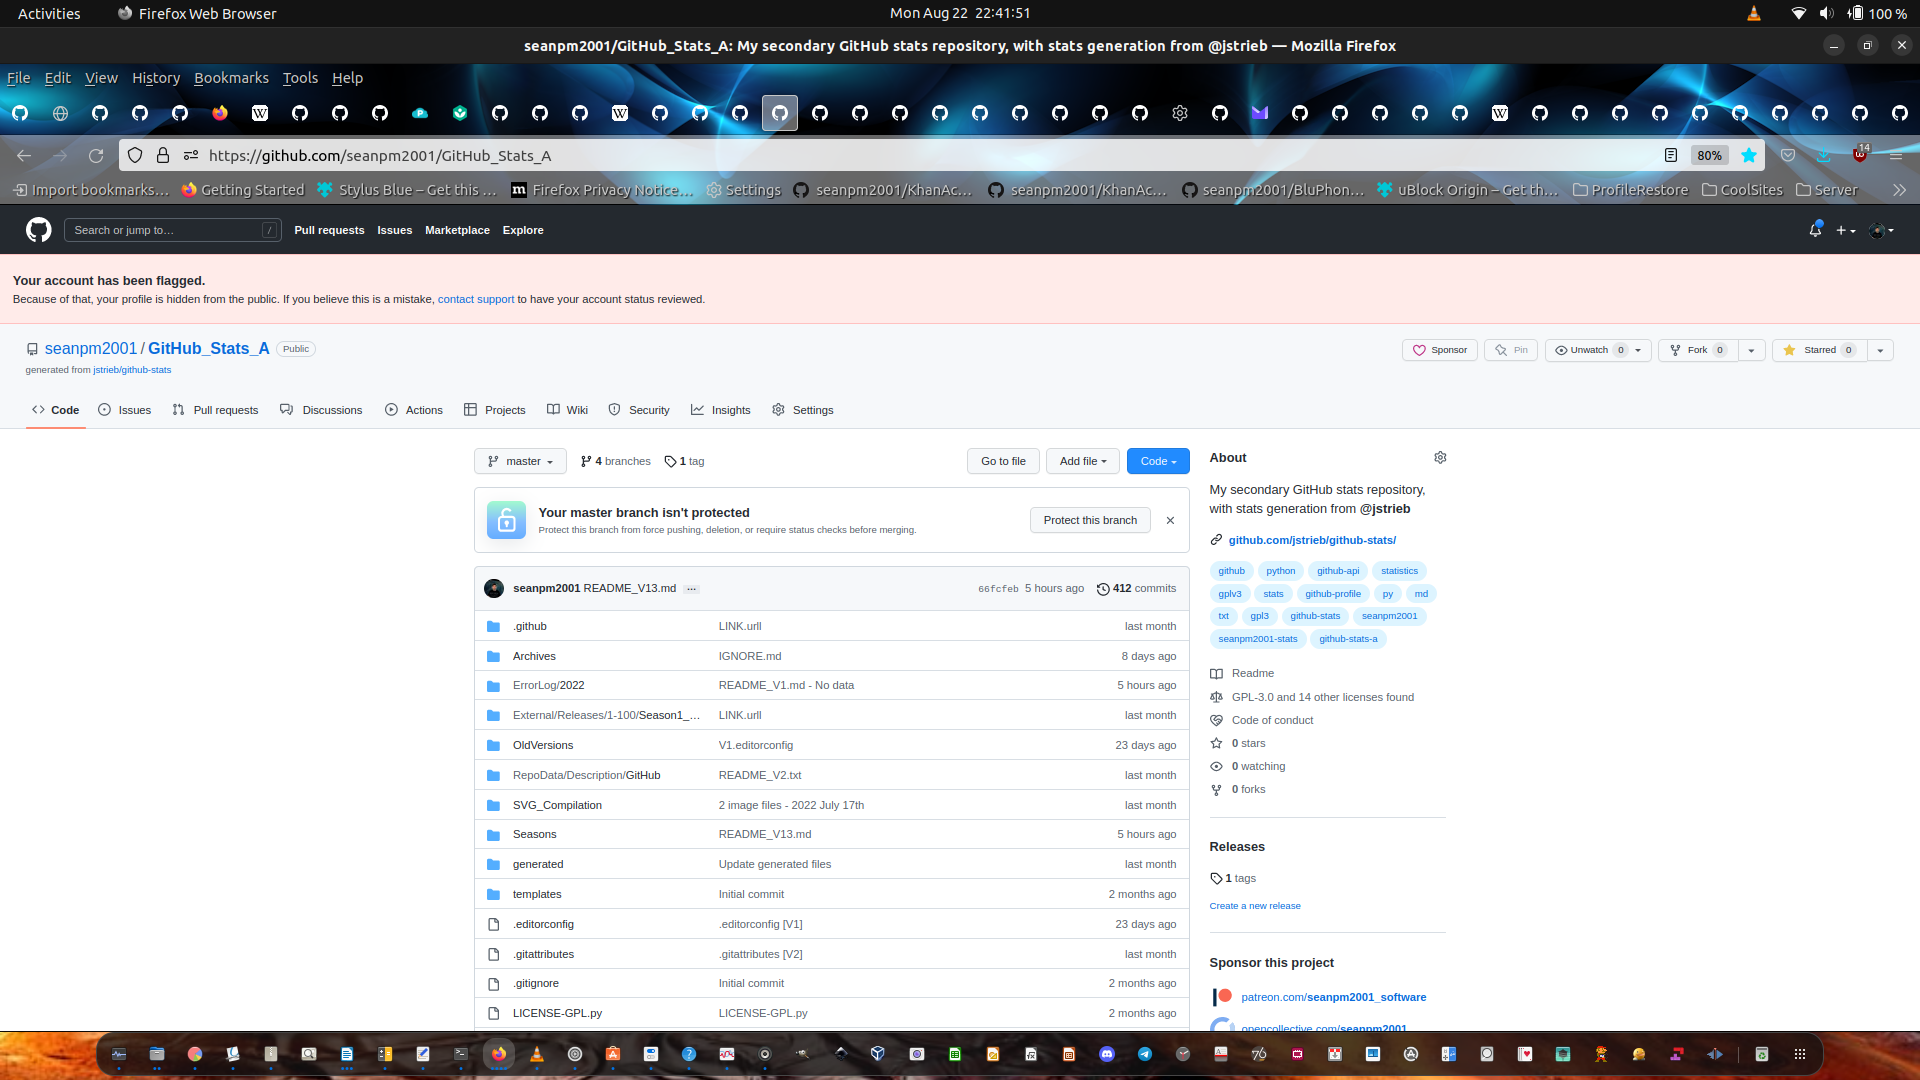 Activities Firefox Web Browser Mon Aug 22 22:41:51 100 %
seanpm2001/GitHub_Stats_A: My secondary GitHub stats repository, with stats generation from @jstrieb — Mozilla Firefox
File Edit View History Bookmarks Tools Help
https://github.com/seanpm2001/GitHub_Stats_A 80% 14
Import bookmarks… Getting Started Stylus Blue – Get this … Firefox Privacy Notice… Settings seanpm2001/KhanAc… seanpm2001/KhanAc… seanpm2001/BluPhon… uBlock Origin – Get th… ProfileRestore CoolSites Server
Search or jump to… / Pull requests Issues Marketplace Explore
Your account has been flagged.
Because of that, your profile is hidden from the public. If you believe this is a mistake, contact support to have your account status reviewed.
seanpm2001 / GitHub_Stats_A Public
Sponsor Pin Unwatch 0 Fork 0 Starred 0
generated from jstrieb/github-stats
Code Issues Pull requests Discussions Actions Projects Wiki Security Insights Settings
master 4 branches 1 tag Go to file Add file Code
Your master branch isn't protected
Protect this branch from force pushing, deletion, or require status checks before merging.
Protect this branch
seanpm2001 README_V13.md ... 66fcfeb 5 hours ago 412 commits
.github LINK.urll last month
Archives IGNORE.md 8 days ago
ErrorLog/2022 README_V1.md - No data 5 hours ago
External/Releases/1-100/Season1_… LINK.urll last month
OldVersions V1.editorconfig 23 days ago
RepoData/Description/GitHub README_V2.txt last month
SVG_Compilation 2 image files - 2022 July 17th last month
Seasons README_V13.md 5 hours ago
generated Update generated files last month
templates Initial commit 2 months ago
.editorconfig .editorconfig [V1] 23 days ago
.gitattributes .gitattributes [V2] last month
.gitignore Initial commit 2 months ago
LICENSE-GPL.py LICENSE-GPL.py 2 months ago
About
My secondary GitHub stats repository,
with stats generation from @jstrieb
github.com/jstrieb/github-stats/
github python github-api statistics
gplv3 stats github-profile py md
txt gpl3 github-stats seanpm2001
seanpm2001-stats github-stats-a
Readme
GPL-3.0 and 14 other licenses found
Code of conduct
0 stars
0 watching
0 forks
Releases
1 tags
Create a new release
Sponsor this project
patreon.com/seanpm2001_software
opencollective.com/seanpm2001